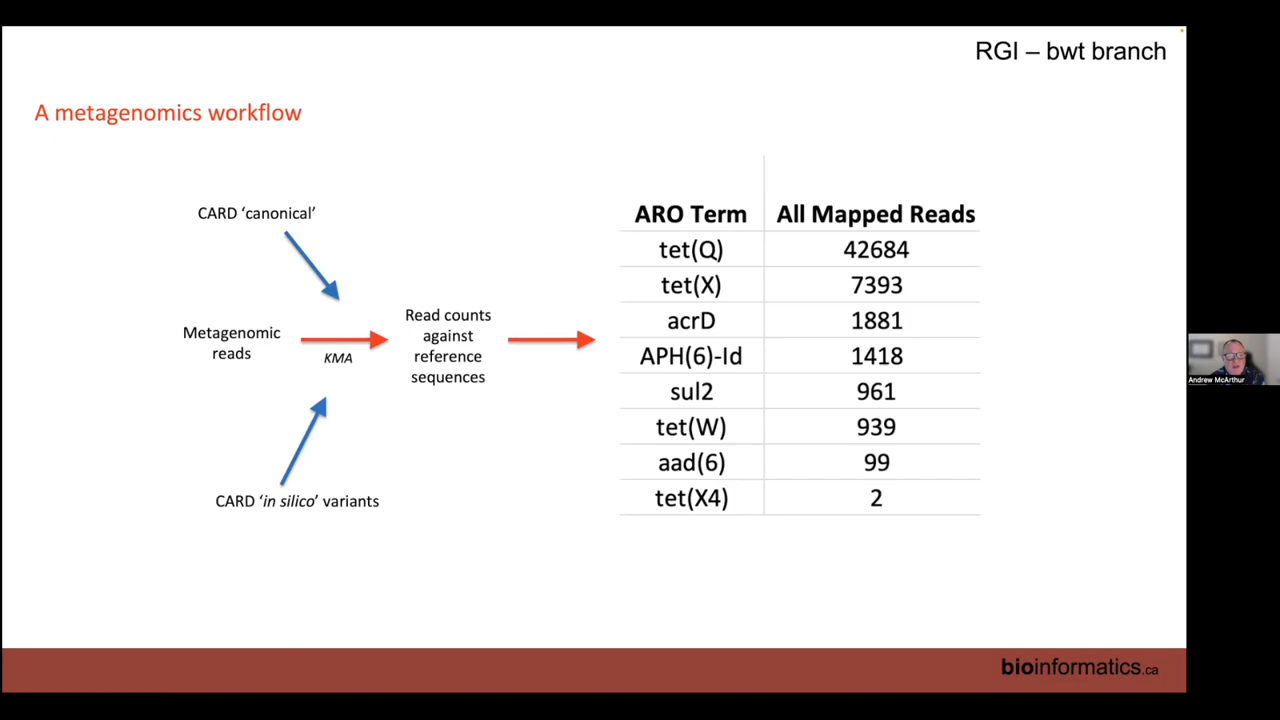 RGI – bwt branch
A metagenomics workflow
CARD ‘canonical’
Metagenomic
reads
KMA
Read counts
against
reference
sequences
CARD ‘in silico’ variants
ARO Term All Mapped Reads
tet(Q) 42684
tet(X) 7393
acrD 1881
APH(6)-Id 1418
sul2 961
tet(W) 939
aad(6) 99
tet(X4) 2
Andrew McArthur
bioinformatics.ca